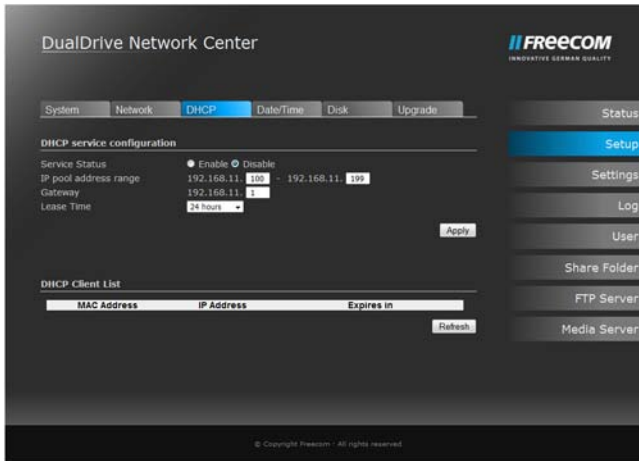 DualDrive Network Center
FREECOM
INNOVATIVE GERMAN QUALITY
System Network DHCP Date/Time Disk Upgrade
Status
Setup
Settings
Log
User
Share Folder
FTP Server
Media Server
DHCP service configuration
Service Status Enable Disable
IP pool address range 192.168.11. 100 - 192.168.11. 199
Gateway 192.168.11. 1
Lease Time 24 hours
Apply
DHCP Client List
MAC Address IP Address Expires in
Refresh
© Copyright Freecom - All rights reserved